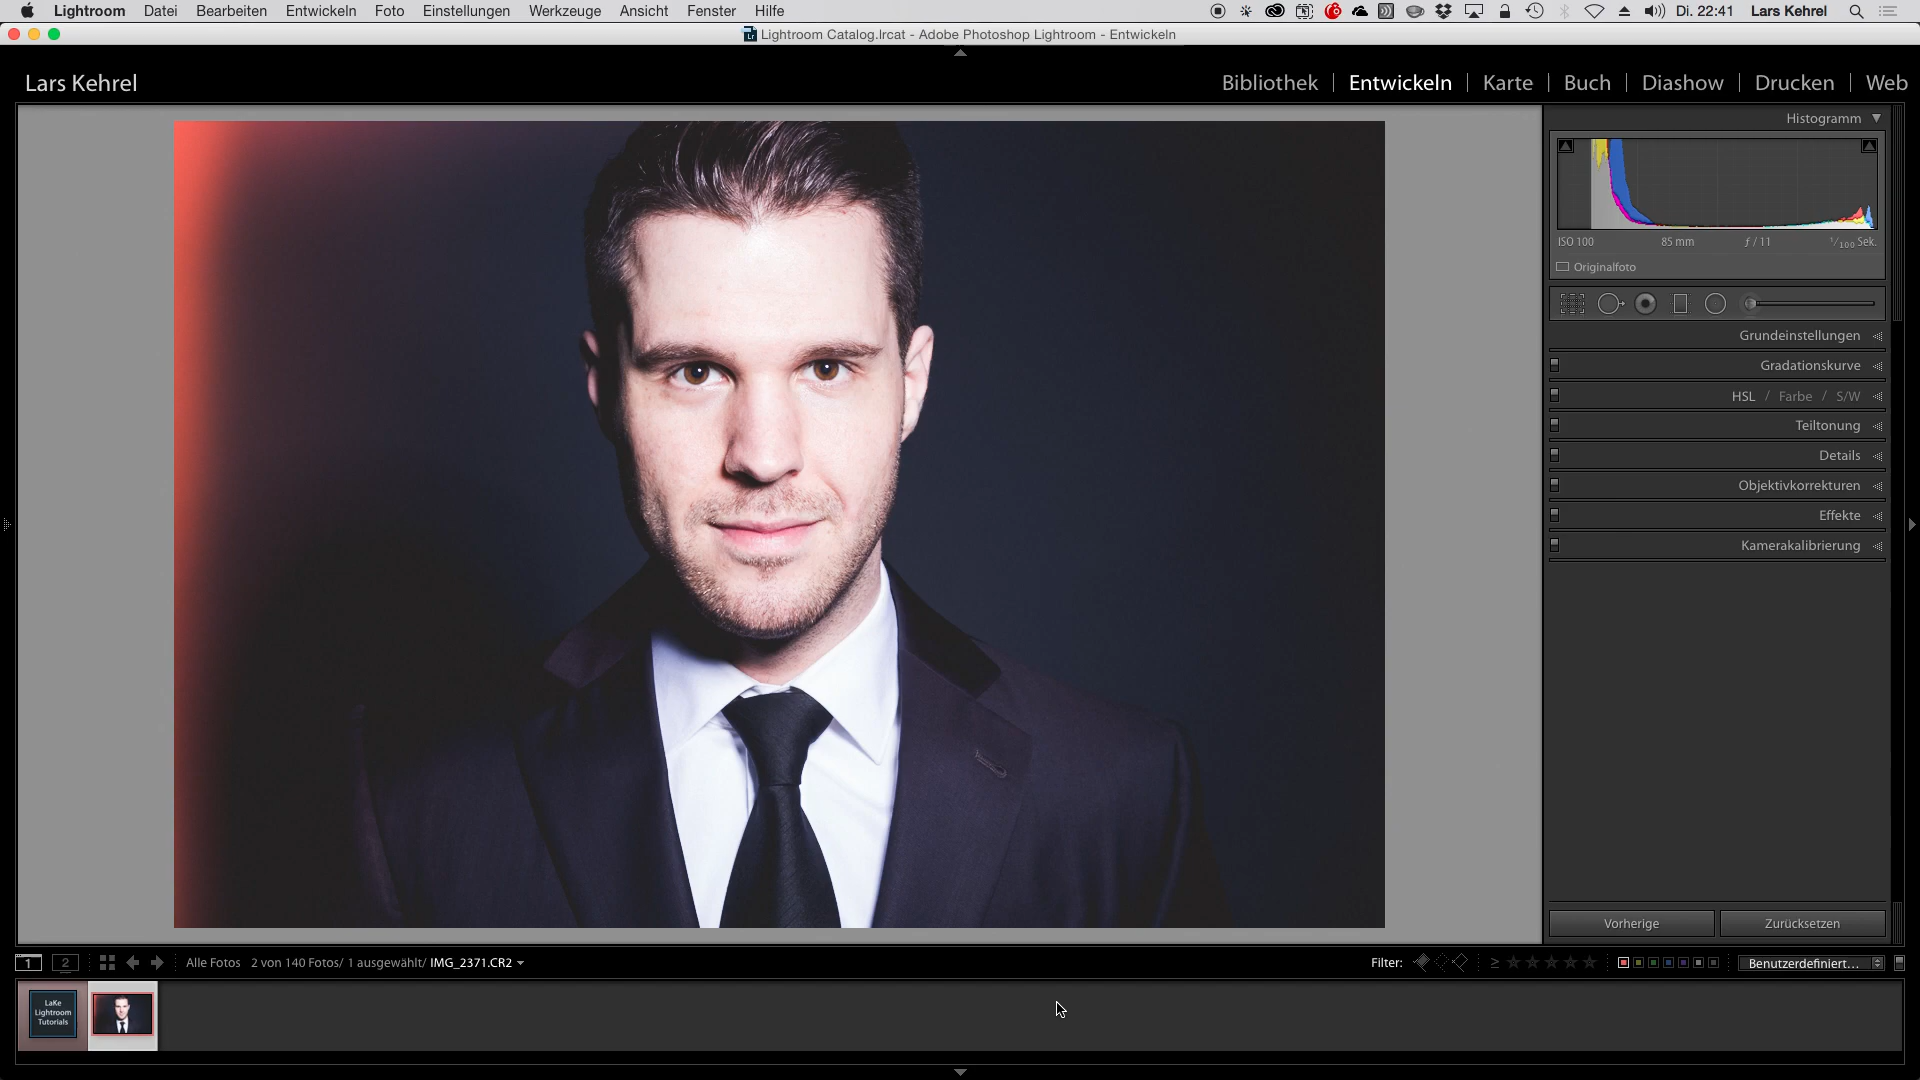 Lightroom Datei Bearbeiten Entwickeln Foto Einstellungen Werkzeuge Ansicht Fenster Hilfe Di. 22:41 Lars Kehrel
Lightroom Catalog.lrcat - Adobe Photoshop Lightroom - Entwickeln
Lars Kehrel
Bibliothek | Entwickeln | Karte | Buch | Diashow | Drucken | Web
Histogramm
ISO 100 85 mm ƒ / 11 1/100 Sek.
Originalfoto
Grundeinstellungen
Gradationskurve
HSL / Farbe / S/W
Teiltonung
Details
Objektivkorrekturen
Effekte
Kamerakalibrierung
Vorherige Zurücksetzen
1 2 Alle Fotos 2 von 140 Fotos/ 1 ausgewählt/ IMG_2371.CR2 Filter: ≥ Benutzerdefiniert...
LaKe
Lightroom
Tutorials